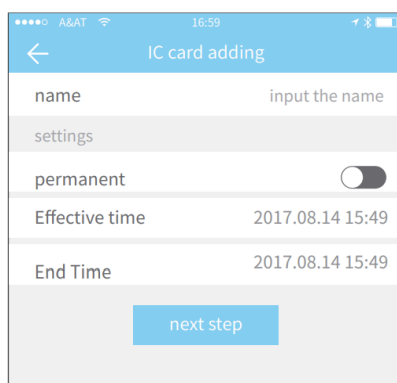 A&AT 16:59
IC card adding
name input the name
settings
permanent
Effective time 2017.08.14 15:49
End Time 2017.08.14 15:49
next step